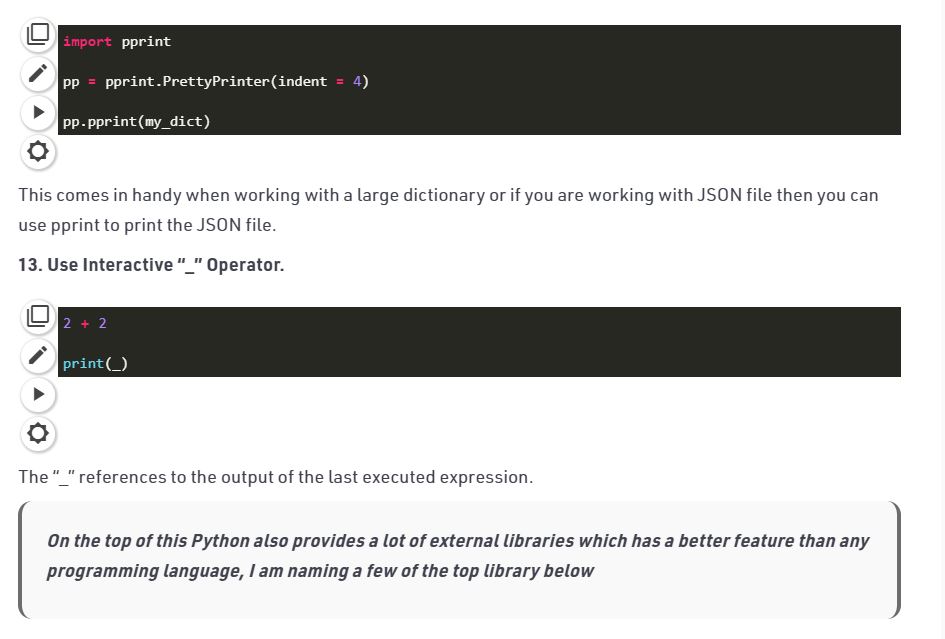 import pprint
pp = pprint.PrettyPrinter(indent = 4)
pp.pprint(my_dict)
This comes in handy when working with a large dictionary or if you are working with JSON file then you can
use pprint to print the JSON file.
13. Use Interactive “_” Operator.
2 + 2
print(_)
The “_” references to the output of the last executed expression.
On the top of this Python also provides a lot of external libraries which has a better feature than any
programming language, I am naming a few of the top library below